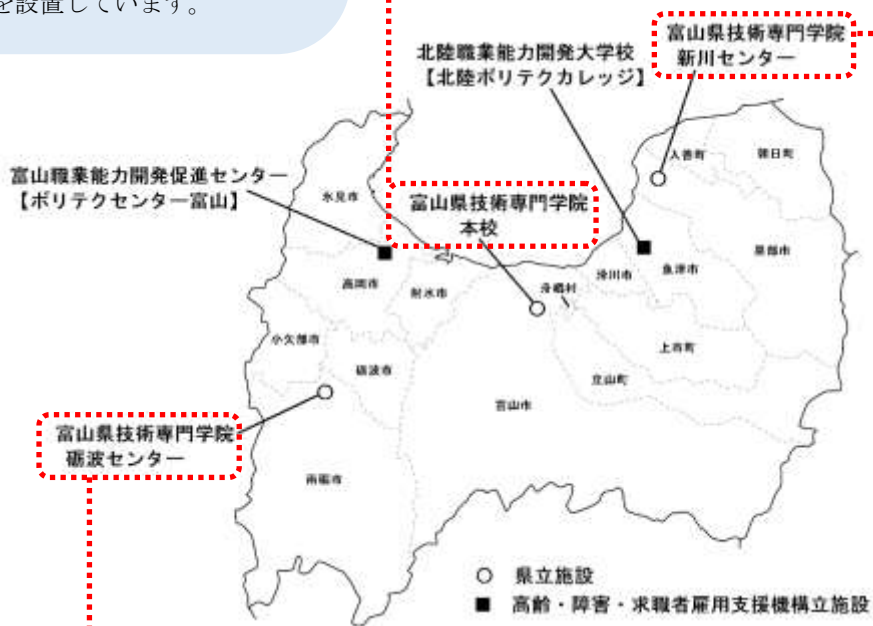 を設置しています。
富山県技術専門学院
新川センター
北陸職業能力開発大学校
【北陸ポリテクカレッジ】
入善町
朝日町
富山職業能力開発促進センター
【ポリテクセンター富山】
氷見市
富山県技術専門学院
本校
黒部市
滑川市
魚津市
高岡市
射水市
舟橋村
小矢部市
上市町
砺波市
立山町
富山市
富山県技術専門学院
砺波センター
南砺市
○ 県立施設
■ 高齢・障害・求職者雇用支援機構立施設